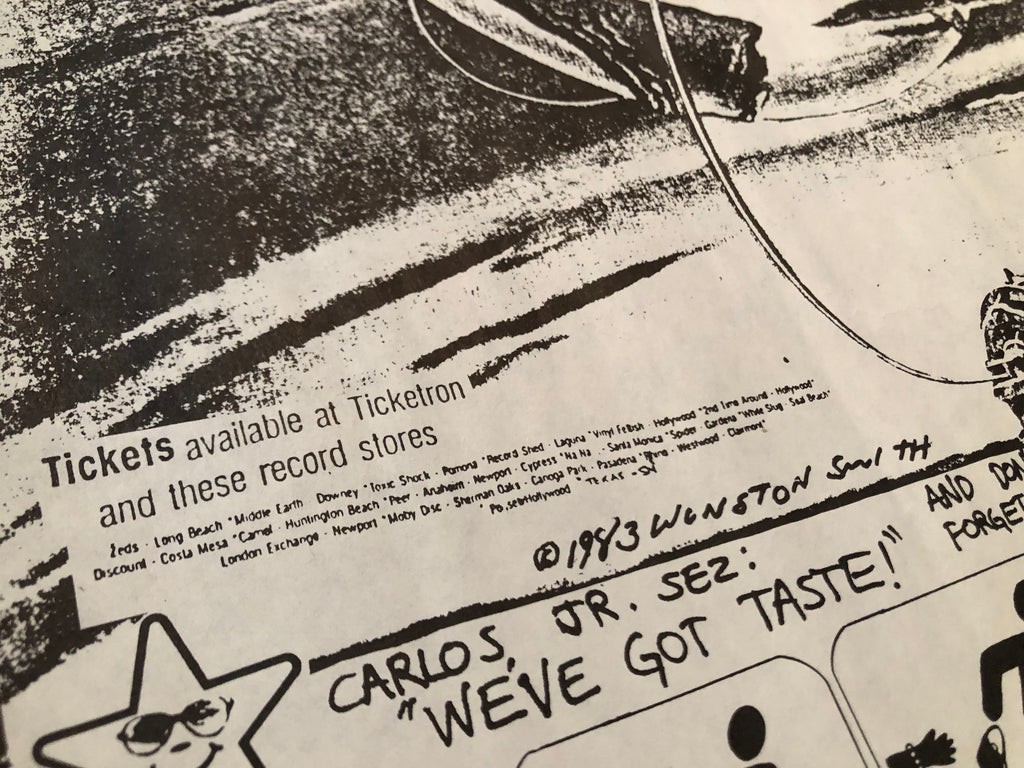 Tickets available at Ticketron
and these record stores
Zeds · Long Beach *Middle Earth · Downey *Toxic Shock · Pomona *Record Shed · Laguna *Vinyl Fetish · Hollywood *2nd Time Around · Hollywood*
Discount · Costa Mesa *Camel · Huntington Beach *Peer · Anaheim · Newport · Cypress *Na Na · Santa Monica *Spider · Gardena *White Slug · Seal Beach*
London Exchange · Newport *Moby Disc · Sherman Oaks · Canoga Park · Pasadena *Rhino · Westwood · Claremont*
Hollywood
©1983 WINSTON SMITH
CARLOS, JR. SEZ: AND DON
"WE'VE GOT TASTE!" FORGET